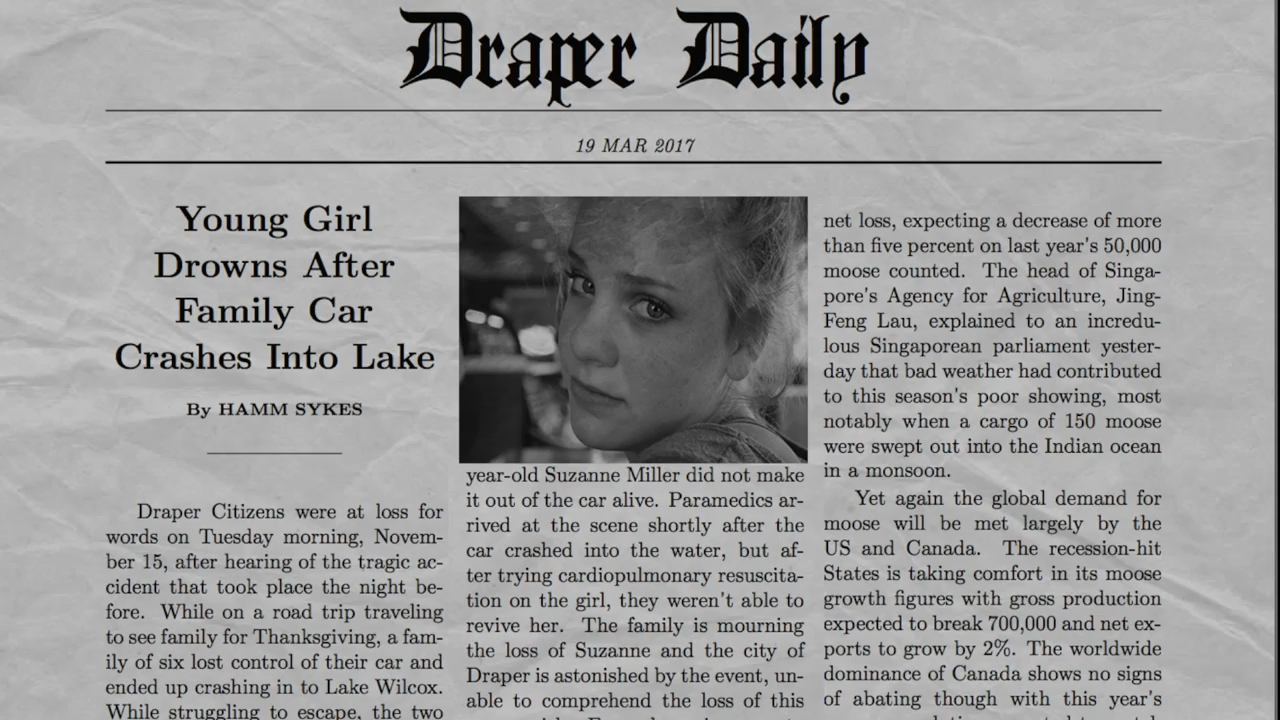 Draper Daily
19 MAR 2017
Young Girl
Drowns After
Family Car
Crashes Into Lake
By HAMM SYKES
Draper Citizens were at loss for
words on Tuesday morning, Novem-
ber 15, after hearing of the tragic ac-
cident that took place the night be-
fore. While on a road trip traveling
to see family for Thanksgiving, a fam-
ily of six lost control of their car and
ended up crashing in to Lake Wilcox.
While struggling to escape, the two
year-old Suzanne Miller did not make
it out of the car alive. Paramedics ar-
rived at the scene shortly after the
car crashed into the water, but af-
ter trying cardiopulmonary resuscita-
tion on the girl, they weren't able to
revive her. The family is mourning
the loss of Suzanne and the city of
Draper is astonished by the event, un-
able to comprehend the loss of this
net loss, expecting a decrease of more
than five percent on last year's 50,000
moose counted. The head of Singa-
pore's Agency for Agriculture, Jing-
Feng Lau, explained to an incredu-
lous Singaporean parliament yester-
day that bad weather had contributed
to this season's poor showing, most
notably when a cargo of 150 moose
were swept out into the Indian ocean
in a monsoon.
Yet again the global demand for
moose will be met largely by the
US and Canada. The recession-hit
States is taking comfort in its moose
growth figures with gross production
expected to break 700,000 and net ex-
ports to grow by 2%. The worldwide
dominance of Canada shows no signs
of abating though with this year's